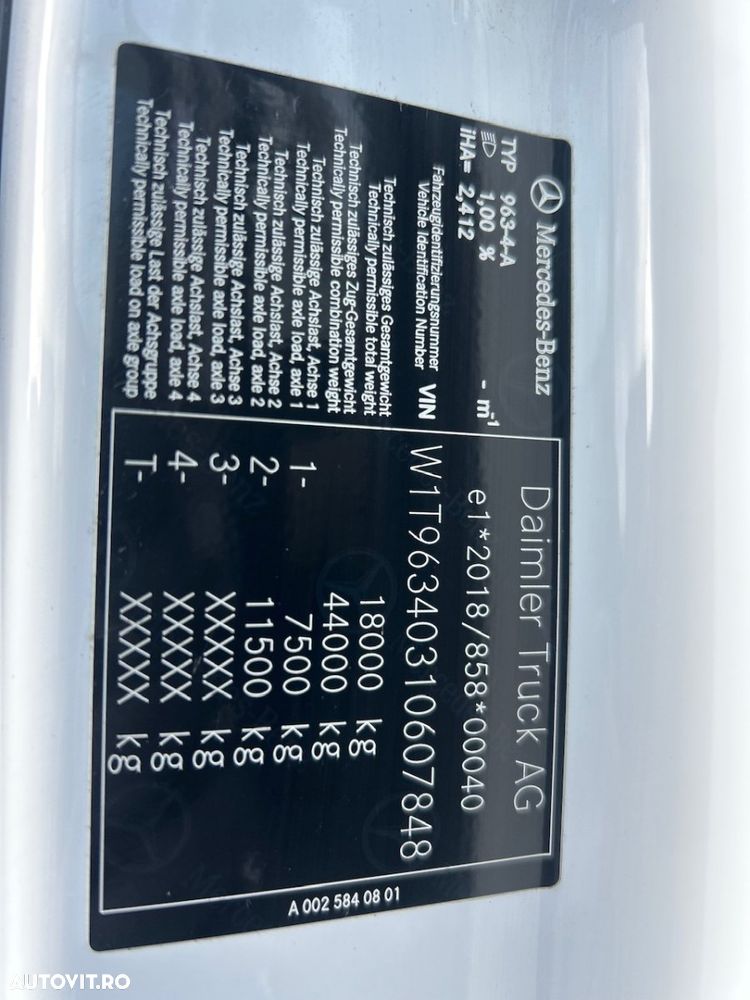 Mercedes-Benz
Daimler Truck AG
TYP 9634-A
e1*2018/858*00040
1,00 % - m-1
iHA= 2,412
Fahrzeugidentifizierungsnummer
Vehicle Identification Number VIN W1T96340310607848
Technisch zulässiges Gesamtgewicht
Technically permissible total weight 18000 kg
Technisch zulässiges Zug-Gesamtgewicht
Technically permissible combination weight 44000 kg
Technisch zulässige Achslast, Achse 1
Technically permissible axle load, axle 1 1- 7500 kg
Technisch zulässige Achslast, Achse 2
Technically permissible axle load, axle 2 2- 11500 kg
Technisch zulässige Achslast, Achse 3
Technically permissible axle load, axle 3 3- XXXXX kg
Technisch zulässige Achslast, Achse 4
Technically permissible axle load, axle 4 4- XXXXX kg
Technisch zulässige Last der Achsgruppe
Technically permissible load on axle group T- XXXXX kg
A 002 584 08 01
AUTOVIT.RO